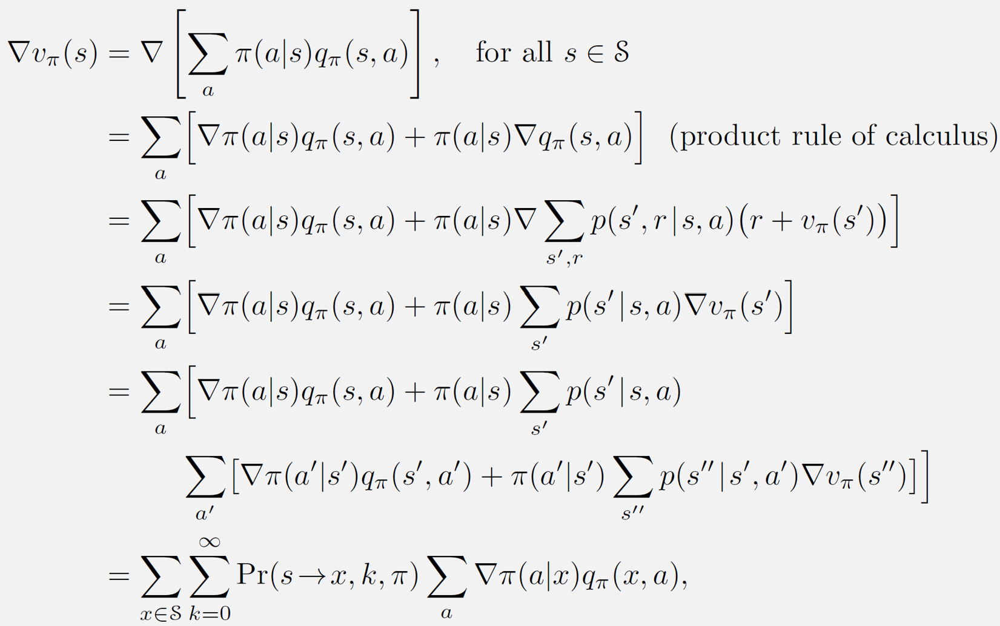 ∇v_π(s) = ∇ [ ∑_a π(a|s)q_π(s, a) ] , for all s ∈ 𝒮
= ∑_a [ ∇π(a|s)q_π(s, a) + π(a|s)∇q_π(s, a) ] (product rule of calculus)
= ∑_a [ ∇π(a|s)q_π(s, a) + π(a|s)∇ ∑_{s′,r} p(s′, r | s, a)(r + v_π(s′)) ]
= ∑_a [ ∇π(a|s)q_π(s, a) + π(a|s) ∑_{s′} p(s′ | s, a)∇v_π(s′) ]
= ∑_a [ ∇π(a|s)q_π(s, a) + π(a|s) ∑_{s′} p(s′ | s, a)
∑_{a′} [ ∇π(a′|s′)q_π(s′, a′) + π(a′|s′) ∑_{s′′} p(s′′ | s′, a′)∇v_π(s′′) ] ]
= ∑_{x∈𝒮} ∑_{k=0}^{∞} Pr(s→x, k, π) ∑_a ∇π(a|x)q_π(x, a),